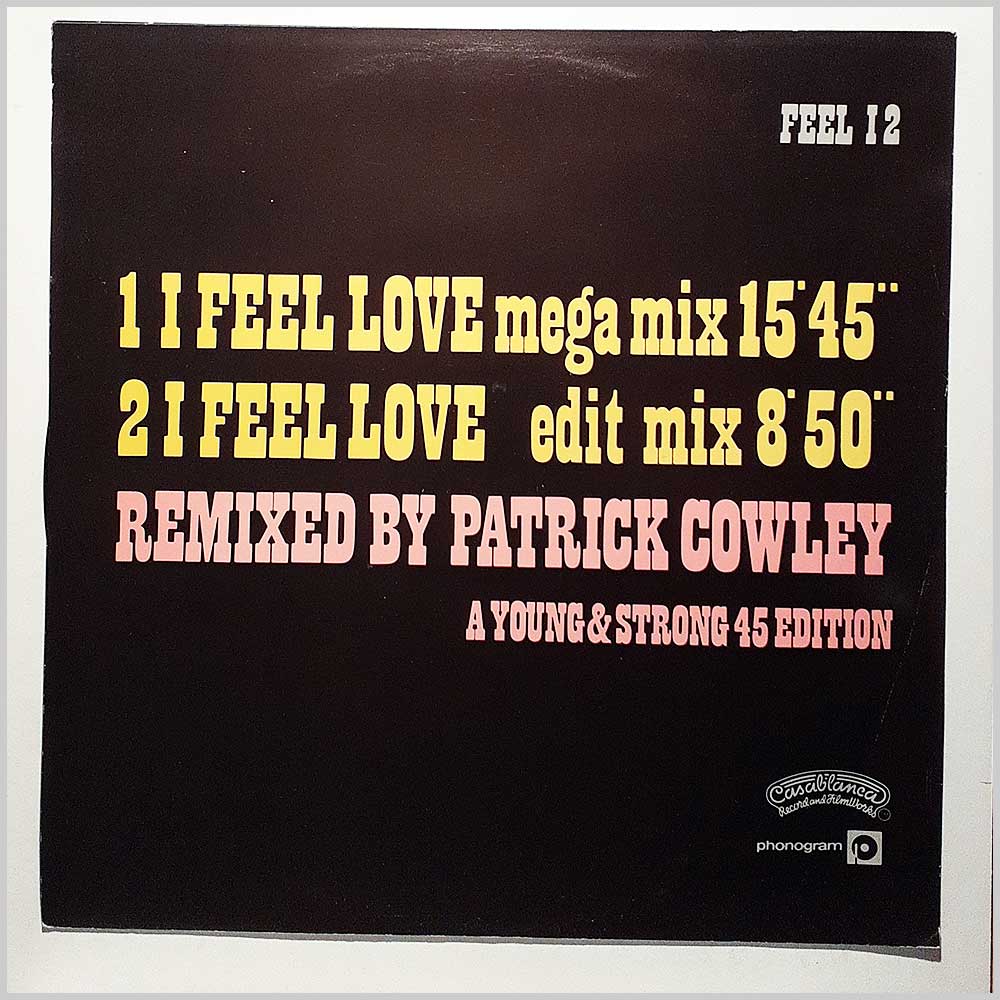 FEEL 12
1 I FEEL LOVE mega mix 15'45''
2 I FEEL LOVE edit mix 8'50''
REMIXED BY PATRICK COWLEY
A YOUNG & STRONG 45 EDITION
Casablanca
Record and FilmWorks
phonogram p